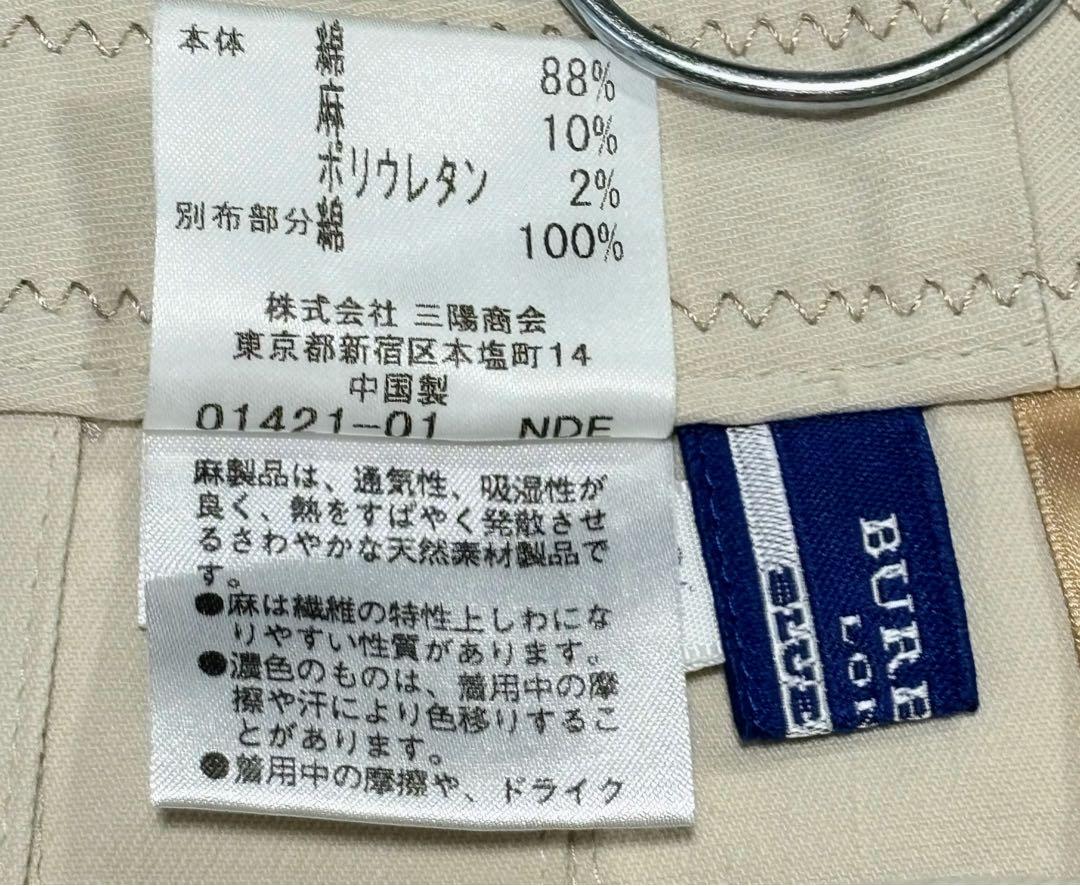 本体 綿 88%
麻 10%
ポリウレタン 2%
別布部分 綿 100%
株式会社 三陽商会
東京都新宿区本塩町14
中国製
01421-01 NDE
麻製品は、通気性、吸湿性が
良く、熱をすばやく発散させ
るさわやかな天然素材製品で
す。
●麻は繊維の特性上しわにな
りやすい性質があります。
●濃色のものは、着用中の摩
擦や汗により色移りするこ
とがあります。
●着用中の摩擦や、ドライク
BURB
LON
BLUE